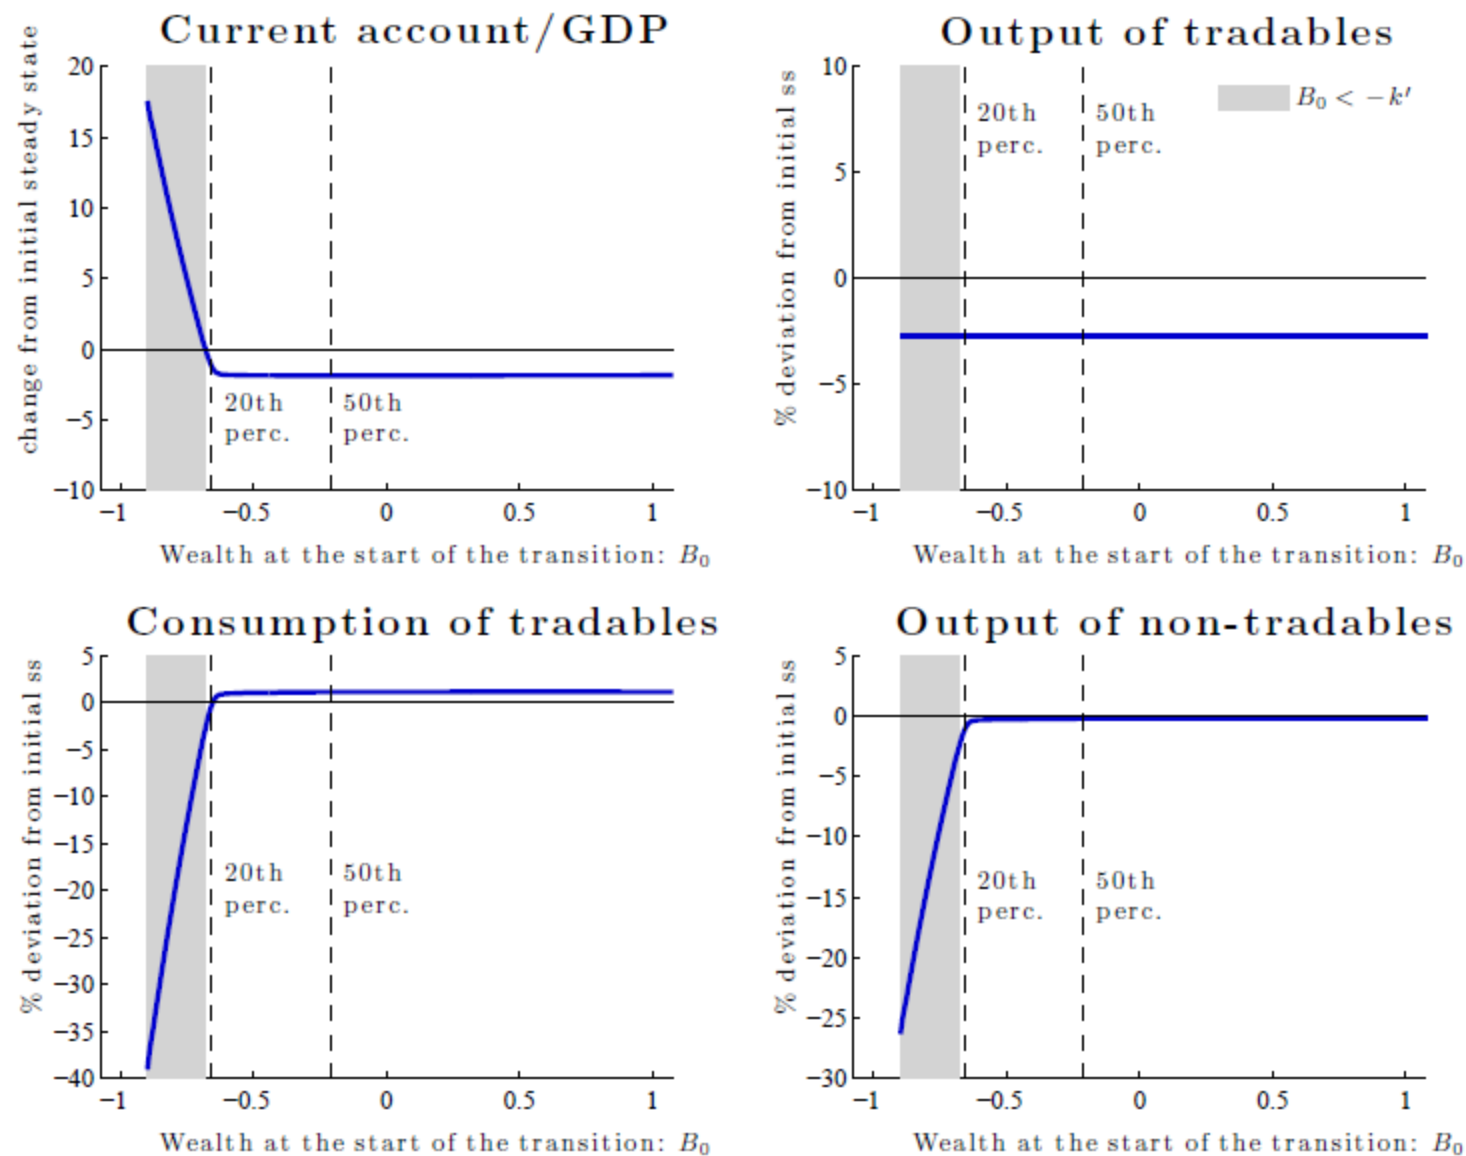 Current account/GDP
change from initial steady state
20
15
10
5
0
−5
−10
20th
perc.
50th
perc.
−1
−0.5
0
0.5
1
Wealth at the start of the transition: B₀
Output of tradables
% deviation from initial ss
10
5
0
−5
−10
20th
perc.
50th
perc.
B₀ < −k′
−1
−0.5
0
0.5
1
Wealth at the start of the transition: B₀
Consumption of tradables
% deviation from initial ss
5
0
−5
−10
−15
−20
−25
−30
−35
−40
20th
perc.
50th
perc.
−1
−0.5
0
0.5
1
Wealth at the start of the transition: B₀
Output of non-tradables
% deviation from initial ss
5
0
−5
−10
−15
−20
−25
−30
20th
perc.
50th
perc.
−1
−0.5
0
0.5
1
Wealth at the start of the transition: B₀